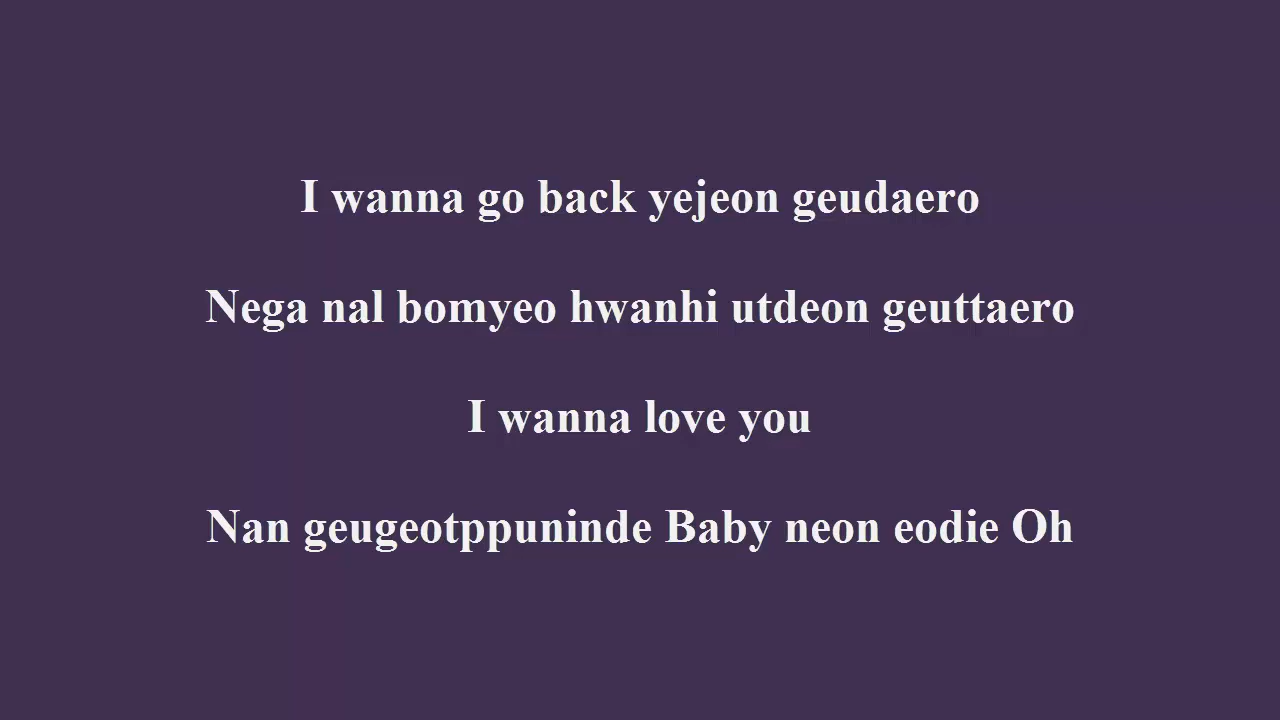 I wanna go back yejeon geudaero
Nega nal bomyeo hwanhi utdeon geuttaero
I wanna love you
Nan geugeotppuninde Baby neon eodie Oh